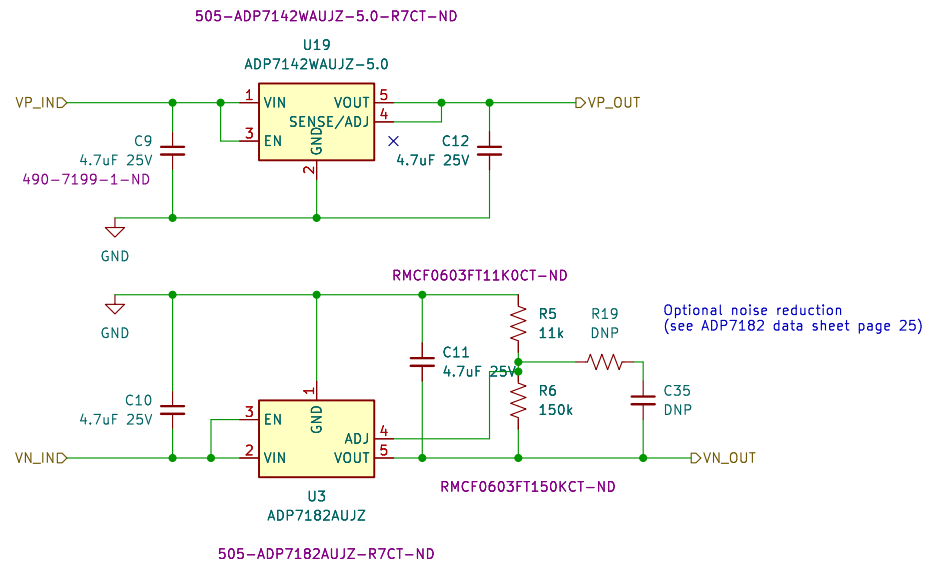 505-ADP7142WAUJZ-5.0-R7CT-ND
U19
ADP7142WAUJZ-5.0
VP_IN
1
VIN
VOUT
5
VP_OUT
SENSE/ADJ
4
3
EN
GND
2
C9
4.7uF 25V
490-7199-1-ND
C12
4.7uF 25V
GND
RMCF0603FT11K0CT-ND
GND
R5
11k
R19
DNP
Optional noise reduction
(see ADP7182 data sheet page 25)
C11
4.7uF 25V
R6
150k
C35
DNP
C10
4.7uF 25V
1
GND
3
EN
ADJ
4
VN_IN
2
VIN
VOUT
5
VN_OUT
RMCF0603FT150KCT-ND
U3
ADP7182AUJZ
505-ADP7182AUJZ-R7CT-ND